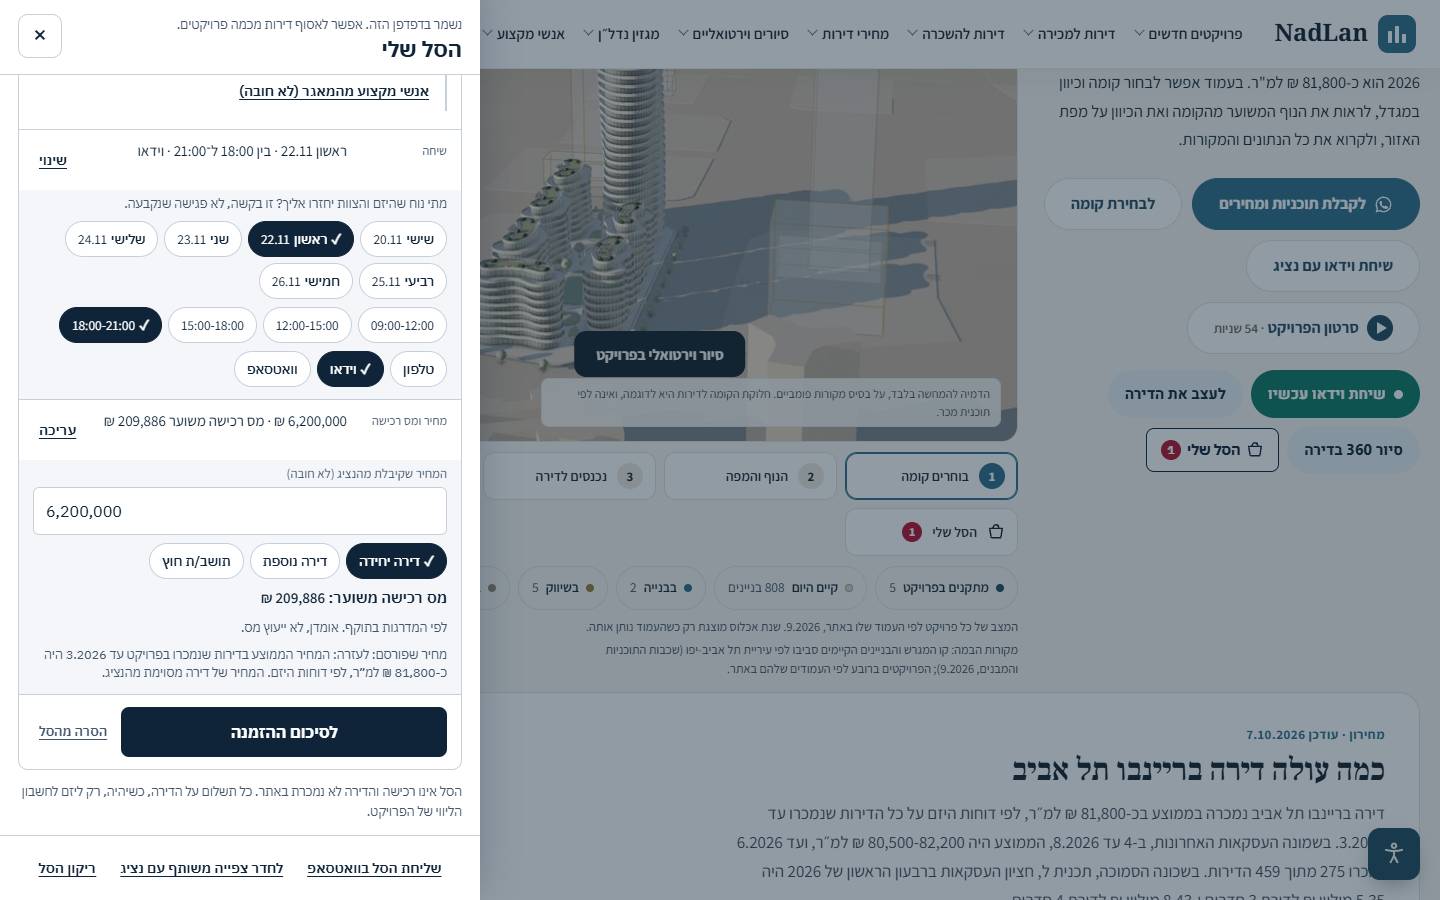 NadLan
פרויקטים חדשים
דירות למכירה
דירות להשכרה
מחירי דירות
סיורים וירטואליים
מגזין נדל״ן
אנשי מקצוע
נשמר בדפדפן הזה. אפשר לאסוף דירות מכמה פרויקטים.
הסל שלי
×
אנשי מקצוע מהמאגר (לא חובה)
שיחה
ראשון 22.11 · בין 18:00 ל־21:00 · וידאו
שינוי
מתי נוח שהיזם והצוות יחזרו אליך? זו בקשה, לא פגישה שנקבעה.
שישי 20.11
✓ ראשון 22.11
שני 23.11
שלישי 24.11
רביעי 25.11
חמישי 26.11
09:00-12:00
12:00-15:00
15:00-18:00
✓ 18:00-21:00
טלפון
✓ וידאו
וואטסאפ
מחיר ומס רכישה
6,200,000 ₪ · מס רכישה משוער 209,886 ₪
עריכה
המחיר שקיבלת מהנציג (לא חובה)
6,200,000
✓ דירה יחידה
דירה נוספת
תושב/ת חוץ
מס רכישה משוער: 209,886 ₪
לפי המדרגות בתוקף. אומדן, לא ייעוץ מס.
מחיר שפורסם: לעזרה: המחיר הממוצע בדירות שנמכרו בפרויקט עד 3.2026 היה
כ-81,800 ₪ למ״ר, לפי דוחות היזם. המחיר של דירה מסוימת מהנציג.
לסיכום ההזמנה
הסרה מהסל
הסל אינו רכישה והדירה לא נמכרת באתר. כל תשלום על הדירה, כשיהיה, רק ליזם לחשבון
הליווי של הפרויקט.
שליחת הסל בוואטסאפ
לחדר צפייה משותף עם נציג
ריקון הסל
2026 הוא כ-81,800 ₪ למ"ר. בעמוד אפשר לבחור קומה וכיוון
במגדל, לראות את הנוף המשוער מהקומה ואת הכיוון על מפת
האזור, ולקרוא את כל הנתונים והמקורות.
לקבלת תוכניות ומחירים
לבחירת קומה
שיחת וידאו עם נציג
סרטון הפרויקט · 54 שניות
שיחת וידאו עכשיו
לעצב את הדירה
סיור 360 בדירה
הסל שלי 1
סיור וירטואלי בפרויקט
הדמיה להמחשה בלבד, על בסיס מקורות פומביים. חלוקת הקומה לדירות היא לדוגמה, ואינה לפי
תוכנית מכר.
1 בוחרים קומה
2 הנוף והמפה
3 נכנסים לדירה
הסל שלי 1
מתקנים בפרויקט 5
קיים היום 808 בניינים
בבנייה 2
בשיווק 5
המצב של כל פרויקט לפי העמוד שלו באתר, 9.2026. שנת אכלוס מוצגת רק כשהעמוד נותן אותה.
מקורות הבמה: קו המגרש והבניינים הקיימים סביבו לפי עיריית תל אביב-יפו (שכבות התוכניות
והמבנים, 9.2026); הפרויקטים ברובע לפי העמודים שלהם באתר.
מחירון · עודכן 7.10.2026
כמה עולה דירה בריינבו תל אביב
דירה בריינבו תל אביב נמכרה בממוצע בכ-81,800 ₪ למ״ר, לפי דוחות היזם על כל הדירות שנמכרו עד
בשמונה העסקאות האחרונות, ב-4 עד 8.2026, הממוצע היה 80,500-82,200 ₪ למ״ר, ועד 6.2026
275 מתוך 459 הדירות. בשכונה הסמוכה, תכנית ל, חציון העסקאות ברבעון הראשון של 2026 היה